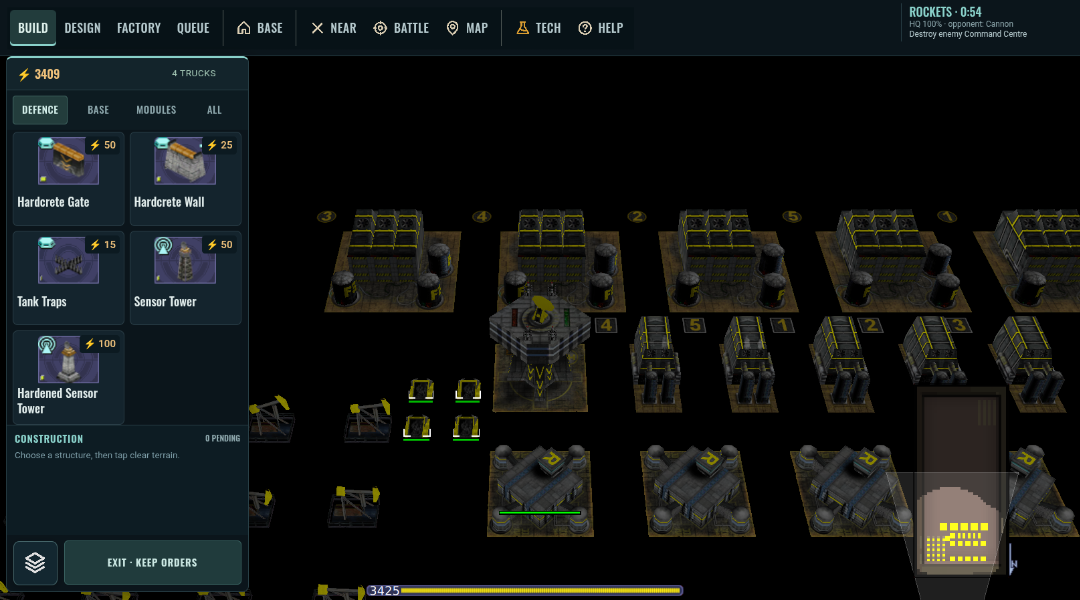 BUILD DESIGN FACTORY QUEUE BASE NEAR BATTLE MAP TECH HELP
ROCKETS · 0:54
HQ 100% · opponent: Cannon
Destroy enemy Command Centre
3409 4 TRUCKS
DEFENCE BASE MODULES ALL
50 25
Hardcrete Gate Hardcrete Wall
15 50
Tank Traps Sensor Tower
100
Hardened Sensor
Tower
CONSTRUCTION 0 PENDING
Choose a structure, then tap clear terrain.
EXIT · KEEP ORDERS
3 4 2 5 1
F F F
4 5 1 2 3
R R R R
3425
N